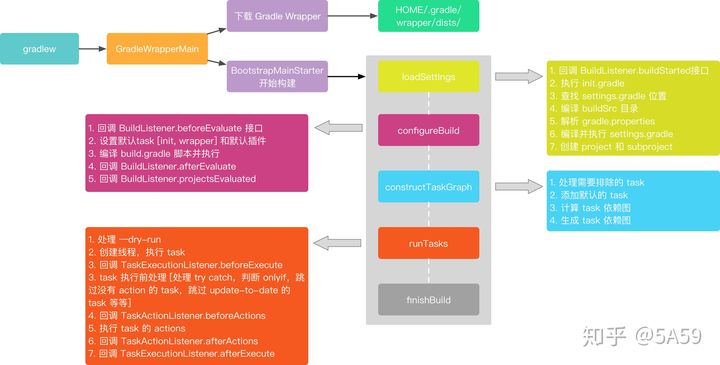 gradlew
GradleWrapperMain
下载 Gradle Wrapper
HOME/.gradle/
wrapper/dists/
BootstrapMainStarter
开始构建
loadSettings
1. 回调 BuildListener.buildStarted接口
2. 执行 init.gradle
3. 查找 settings.gradle 位置
4. 编译 buildSrc 目录
5. 解析 gradle.properties
6. 编译并执行 settings.gradle
7. 创建 project 和 subproject
configureBuild
1. 回调 BuildListener.beforeEvaluate 接口
2. 设置默认task [init, wrapper] 和默认插件
3. 编译 build.gradle 脚本并执行
4. 回调 BuildListener.afterEvaluate
5. 回调 BuildListener.projectsEvaluated
constructTaskGraph
1. 处理需要排除的 task
2. 添加默认的 task
3. 计算 task 依赖图
4. 生成 task 依赖图
runTasks
1. 处理 —dry-run
2. 创建线程，执行 task
3. 回调 TaskExecutionListener.beforeExecute
3. task 执行前处理 [处理 try catch，判断 onlyif，跳
过没有 action 的 task，跳过 update-to-date 的
task 等等]
4. 回调 TaskActionListener.beforeActions
5. 执行 task 的 actions
6. 回调 TaskActionListener.afterActions
7. 回调 TaskExecutionListener.afterExecute
finishBuild
知乎 @5A59